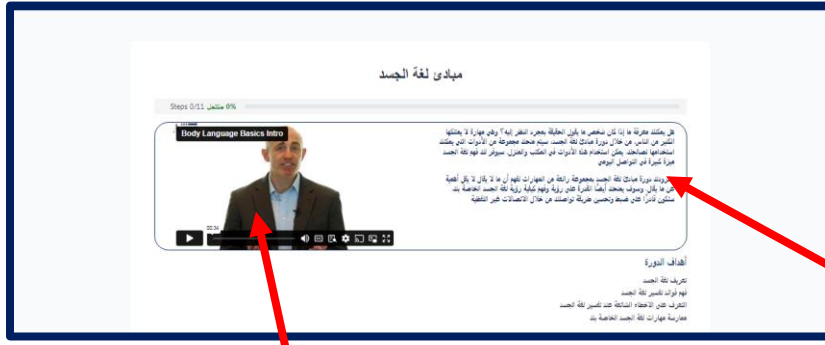 مبادئ لغة الجسد
0% مكتمل 0/11 Steps
Body Language Basics Intro
هل يمكنك معرفة ما إذا كان شخص ما يقول الحقيقة بمجرد النظر إليه؟ وهي مهارة لا يمتلكها
الكثير من الناس. من خلال دورة مبادئ لغة الجسد، سيتم منحك مجموعة من الأدوات التي يمكنك
استخدامها لصالحك. يمكن استخدام هذه الأدوات في المكتب والمنزل. سيوفر لك فهم لغة الجسد
ميزة كبيرة في التواصل اليومي
دورة مبادئ لغة الجسد بمجموعة رائعة من المهارات لفهم أن ما لا يقال لا يقل أهمية
عن ما يقال. وسوف يمنحك أيضًا القدرة على رؤية وفهم كيفية رؤية لغة الجسد الخاصة بك
ستكون قادرًا على ضبط وتحسين طريقة تواصلك من خلال الاتصالات غير اللفظية
00:34
أهداف الدورة
تعريف لغة الجسد
فهم فوائد تفسير لغة الجسد
التعرف على الأخطاء الشائعة عند تفسير لغة الجسد
ممارسة مهارات لغة الجسد الخاصة بك